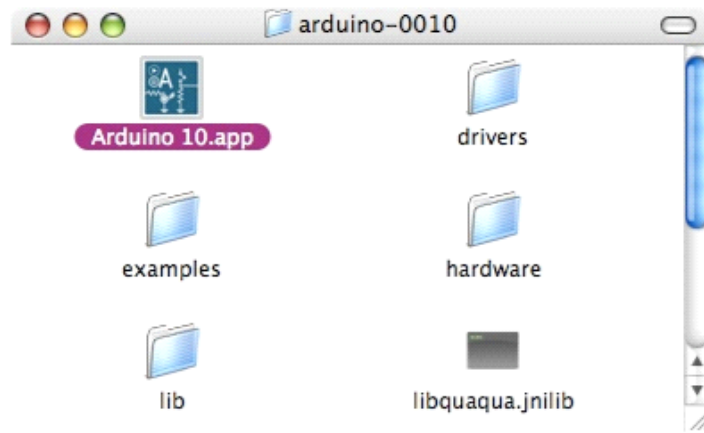 arduino-0010
Arduino 10.app
drivers
examples
hardware
lib
libquaqua.jnilib